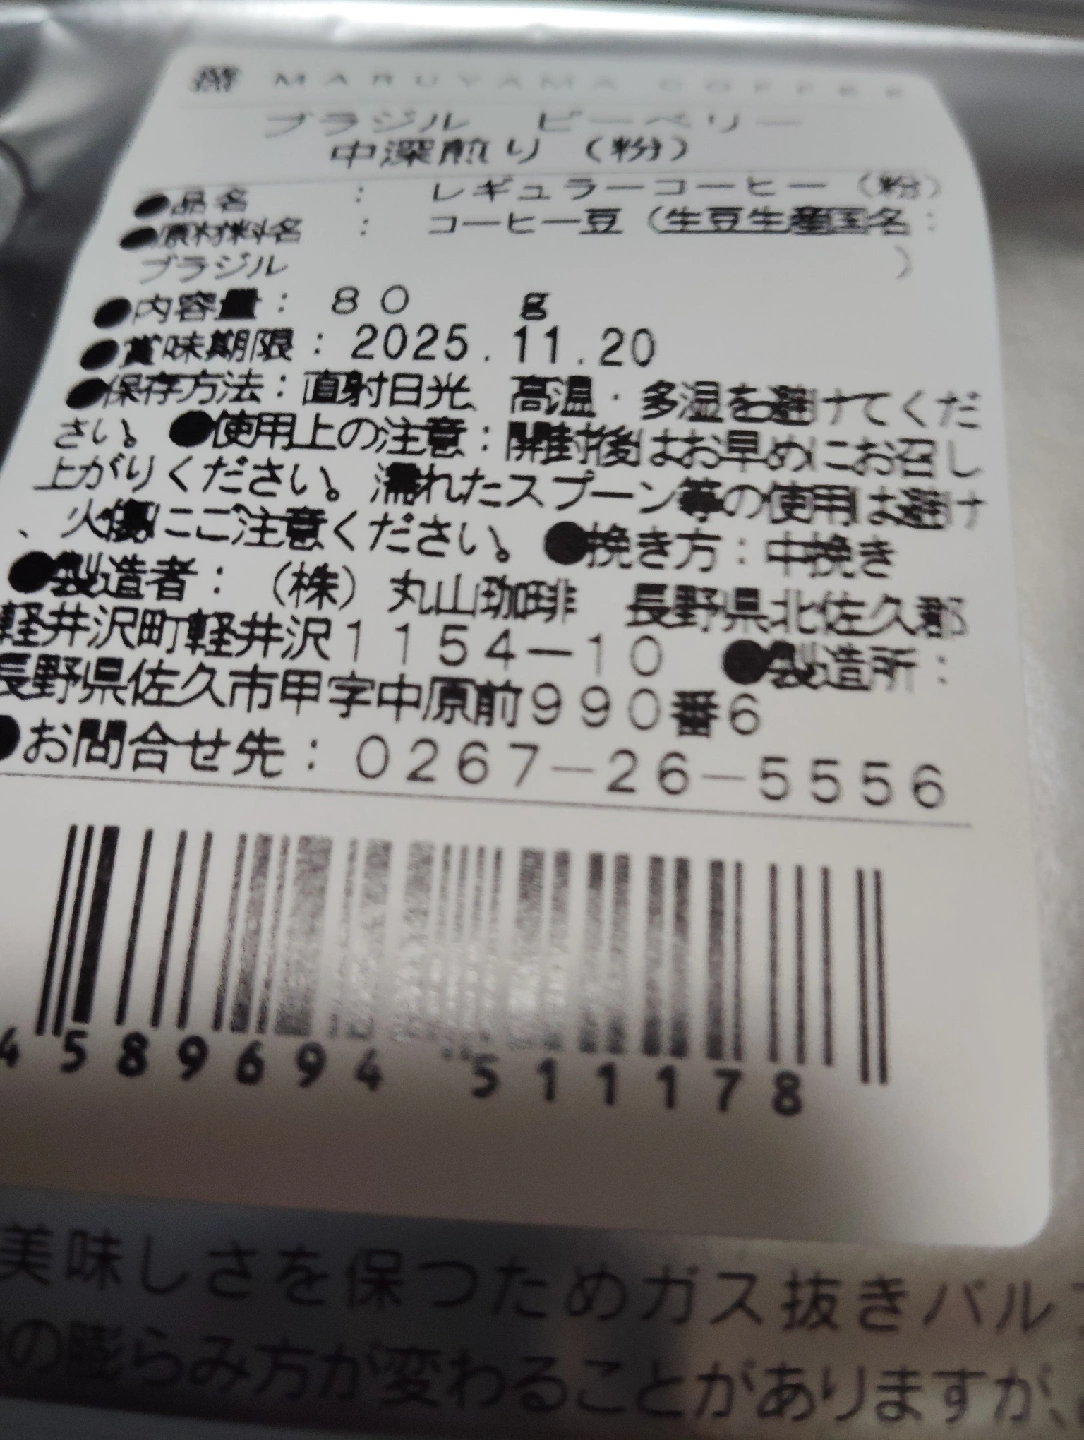 MARUYAMA COFFEE
ブラジル ピーベリー
中深煎り（粉）
●品名 ： レギュラーコーヒー（粉）
●原材料名 ： コーヒー豆（生豆生産国名：
ブラジル ）
●内容量：８０ g
●賞味期限：2025.11.20
●保存方法：直射日光、高温・多湿を避けてくだ
さい。●使用上の注意：開封後はお早めにお召し
上がりください。濡れたスプーン等の使用は避け
、火傷にご注意ください。●挽き方：中挽き
●製造者：（株）丸山珈琲 長野県北佐久郡
軽井沢町軽井沢１１５４－１０ ●製造所：
長野県佐久市甲字中原前９９０番６
●お問合せ先：０２６７－２６－５５５６
4 589694 511178
美味しさを保つためガス抜きバル
の膨らみ方が変わることがありますが、